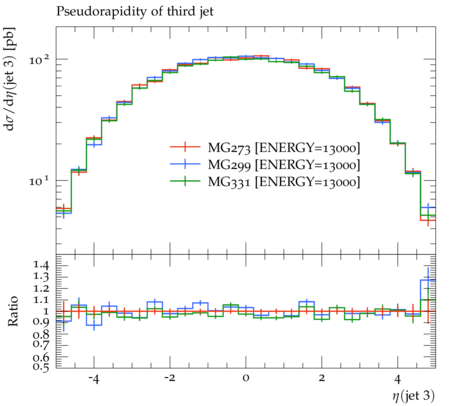 Pseudorapidity of third jet
dσ/dη(jet 3) [pb]
10²
10¹
MG273 [ENERGY=13000]
MG299 [ENERGY=13000]
MG331 [ENERGY=13000]
Ratio
1.4
1.3
1.2
1.1
1
0.9
0.8
0.7
0.6
0.5
-4 -2 0 2 4
η(jet 3)